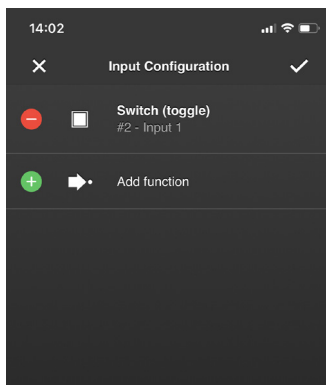 14:02
Input Configuration
Switch (toggle)
#2 - Input 1
Add function